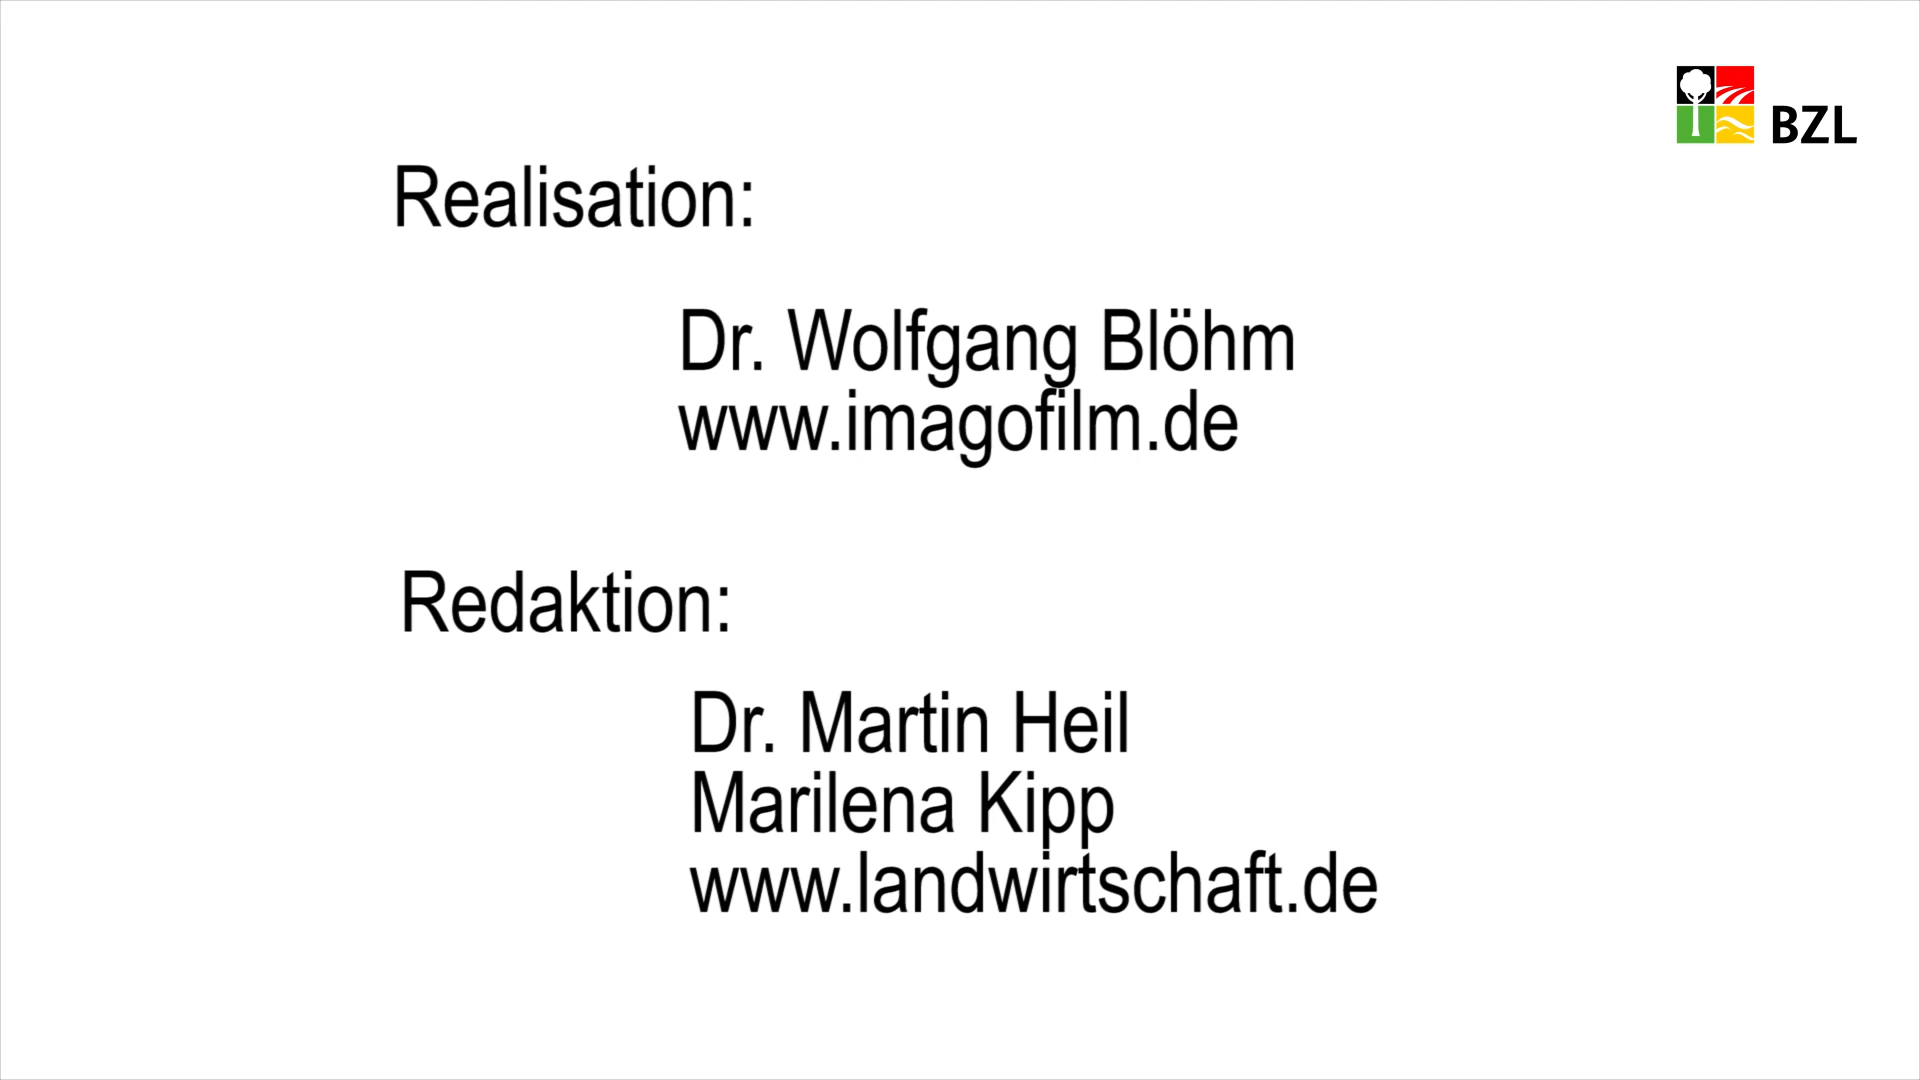 BZL
Realisation:
Dr. Wolfgang Blöhm
www.imagofilm.de
Redaktion:
Dr. Martin Heil
Marilena Kipp
www.landwirtschaft.de